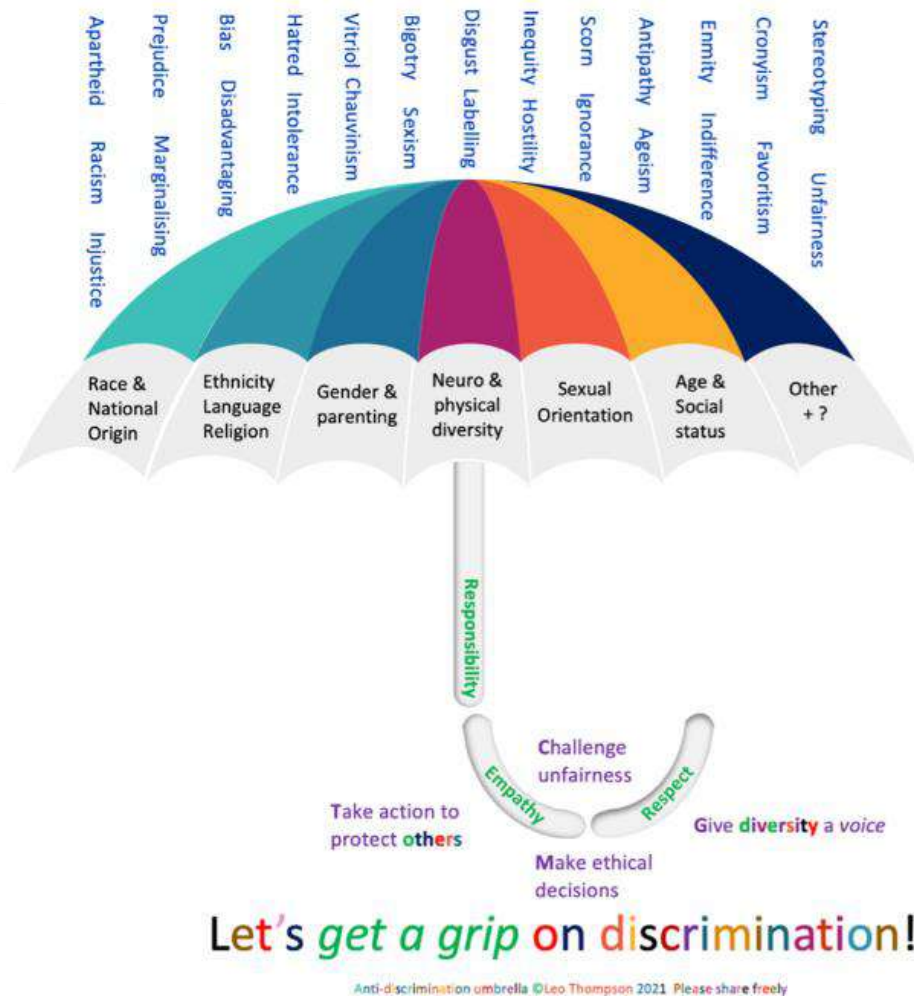 Apartheid Racism Injustice
Prejudice Marginalising
Bias Disadvantaging
Hatred Intolerance
Vitriol Chauvinism
Bigotry Sexism
Disgust Labelling
Inequity Hostility
Scorn Ignorance
Antipathy Ageism
Enmity Indifference
Cronyism Favoritism
Stereotyping Unfairness
Race &
National
Origin
Ethnicity
Language
Religion
Gender &
parenting
Neuro &
physical
diversity
Sexual
Orientation
Age &
Social
status
Other
+ ?
Responsibility
Empathy
Respect
Challenge
unfairness
Take action to
protect others
Give diversity a voice
Make ethical
decisions
Let's get a grip on discrimination!
Anti-discrimination umbrella ©Leo Thompson 2021 Please share freely